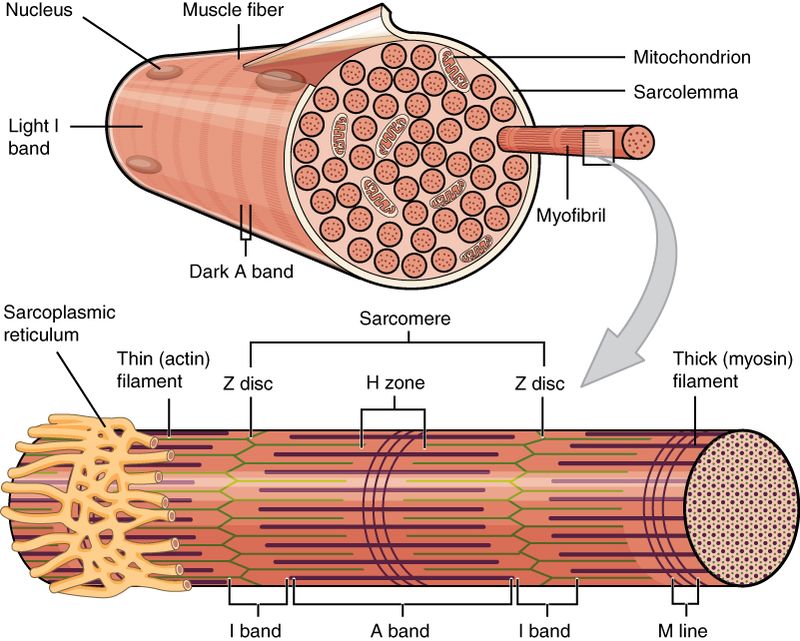 Nucleus
Muscle fiber
Mitochondrion
Sarcolemma
Light I
band
Myofibril
Dark A band
Sarcoplasmic
reticulum
Sarcomere
Thin (actin)
filament
Z disc
H zone
Z disc
Thick (myosin)
filament
I band
A band
I band
M line